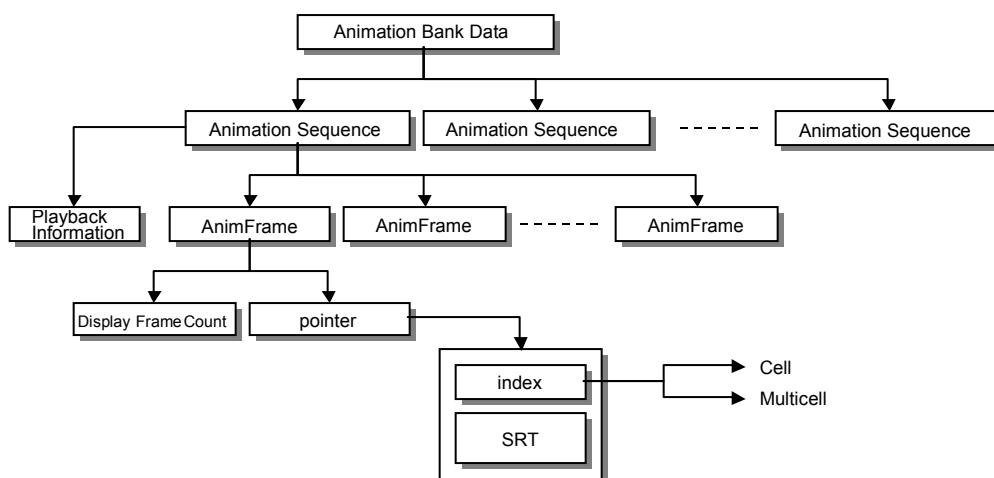 Animation Bank Data
Animation Sequence
Animation Sequence
Animation Sequence
Playback
Information
AnimFrame
AnimFrame
AnimFrame
Display Frame Count
pointer
index
Cell
Multicell
SRT